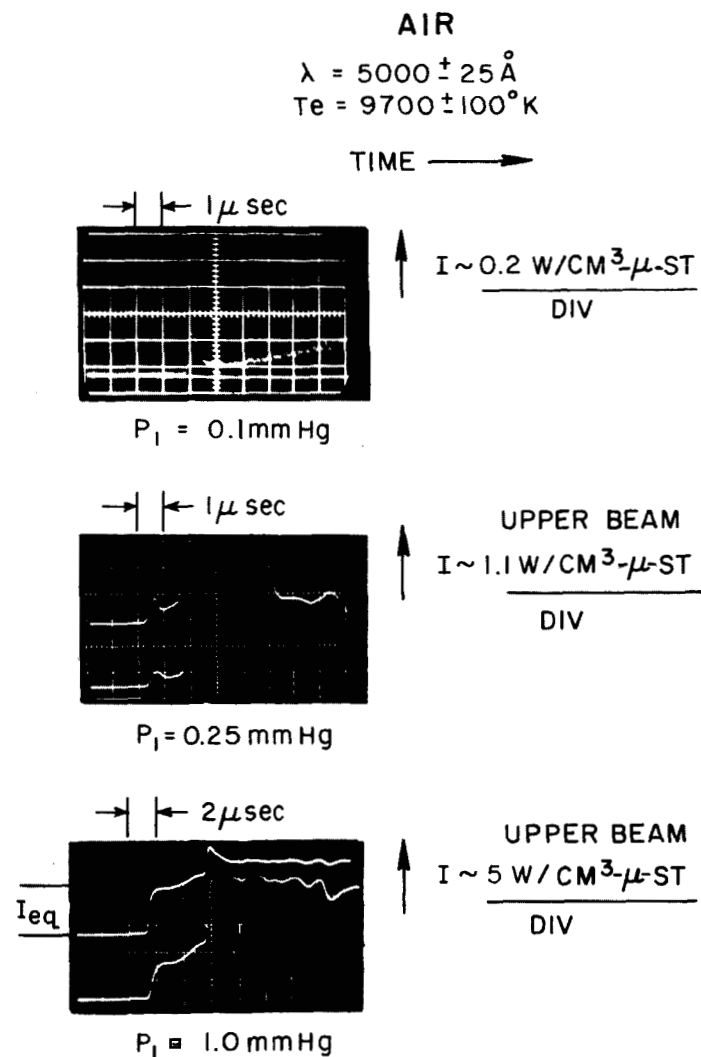 AIR
λ = 5000 ± 25 Å
Te = 9700 ± 100°K
TIME
1 μ sec
I ~ 0.2 W/CM³-μ-ST
DIV
P₁ = 0.1mm Hg
1 μ sec
UPPER BEAM
I ~ 1.1 W/CM³-μ-ST
DIV
P₁ = 0.25 mm Hg
2 μ sec
UPPER BEAM
I ~ 5 W/CM³-μ-ST
DIV
Ieq
P₁ = 1.0 mm Hg